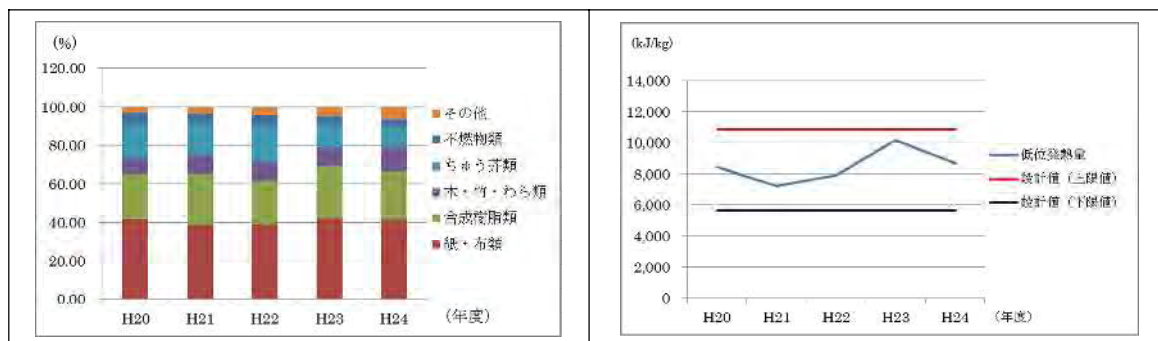 (%)
120.00
100.00
80.00
60.00
40.00
20.00
0.00
H20 H21 H22 H23 H24 (年度)
その他
不燃物類
ちゅう芥類
木・竹・わら類
合成樹脂類
紙・布類
(kJ/kg)
14,000
12,000
10,000
8,000
6,000
4,000
2,000
0
H20 H21 H22 H23 H24 (年度)
低位発熱量
設計値(上限値)
設計値(下限値)